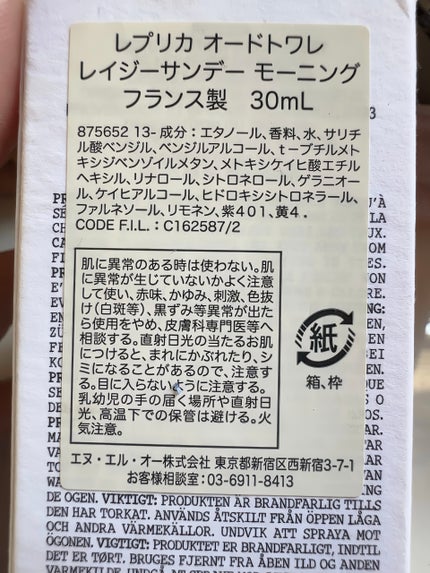 レプリカ オードトワレ
レイジーサンデー モーニング
フランス製 30mL
875652 13- 成分：エタノール、香料、水、サリチ
ル酸ベンジル、ベンジルアルコール、t-ブチルメト
キシジベンゾイルメタン、メトキシケイヒ酸エチル
ヘキシル、リナロール、シトロネロール、ゲラニオー
ル、ケイヒアルコール、ヒドロキシシトロネラール、
ファルネソール、リモネン、紫401、黄4．
CODE F.I.L. : C162587/2
肌に異常のある時は使わない。肌
に異常が生じていないかよく注意
して使い、赤味、かゆみ、刺激、色抜
け(白斑等)、黒ずみ等異常が出た
ら使用をやめ、皮膚科専門医等へ
相談する。直射日光の当たるお肌
につけると、まれにかぶれたり、シ
ミになることがあるので、注意す
る。目に入らないように注意する。
乳幼児の手の届く場所や直射日
光、高温下での保管は避ける。火
気注意。
紙
箱、枠
エヌ・エル・オー株式会社 東京都新宿区西新宿3-7-1
お客様相談室：03-6911-8413
DE OGEN. VIKTIGT: PRODUKTEN ÄR BRANDFARLIG TILLS
DEN HAR TORKAT. ANVÄNDS ÅTSKILT FRÅN ÖPPEN LÅGA
OCH ANDRA VÄRMEKÄLLOR. UNDVIK ATT SPRAYA MOT
ÖGONEN. VIGTIGT: PRODUKTET ER BRANDFARLIGT, INDTIL
DET ER TØRT. BRUGES FJERNT FRA ÅBEN ILD OG ANDEN